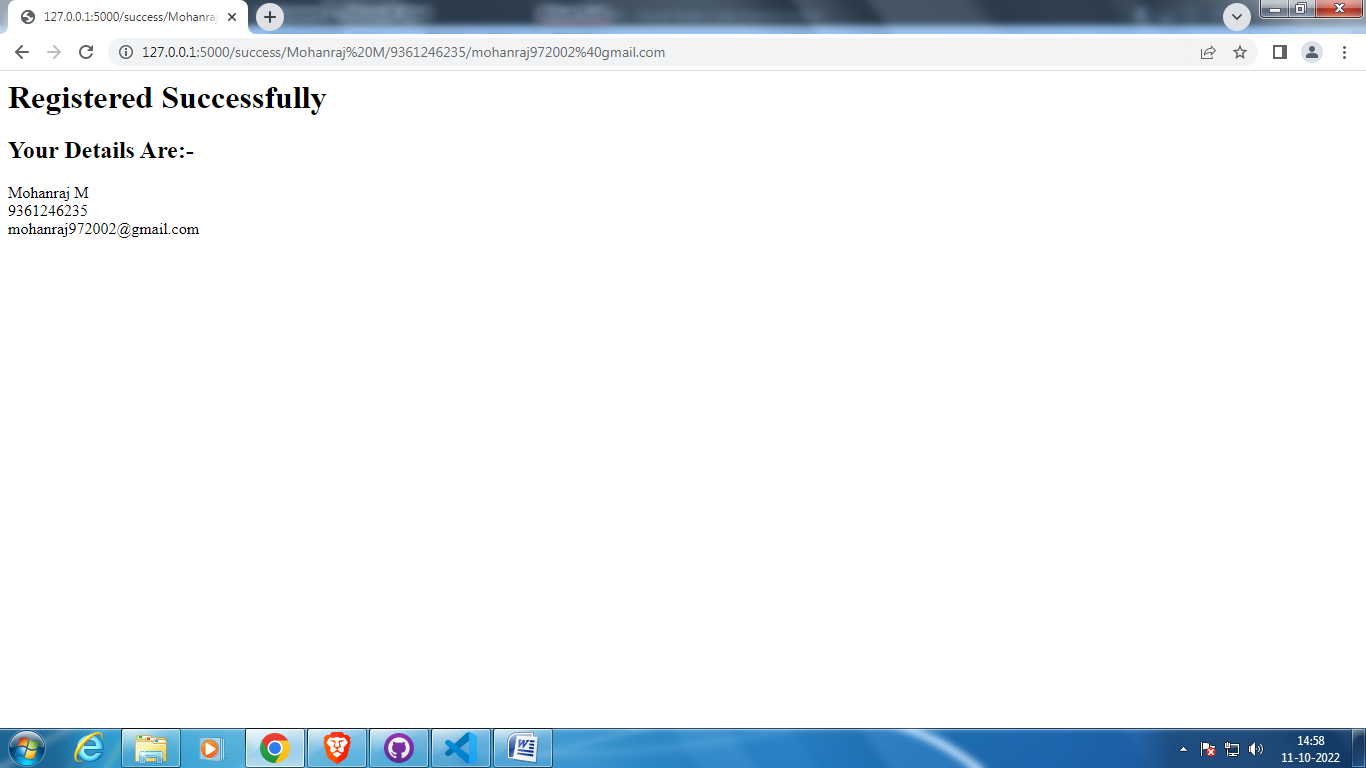 127.0.0.1:5000/success/Mohanraj
127.0.0.1:5000/success/Mohanraj%20M/9361246235/mohanraj972002%40gmail.com
Registered Successfully
Your Details Are:-
Mohanraj M
9361246235
mohanraj972002@gmail.com
14:58
11-10-2022